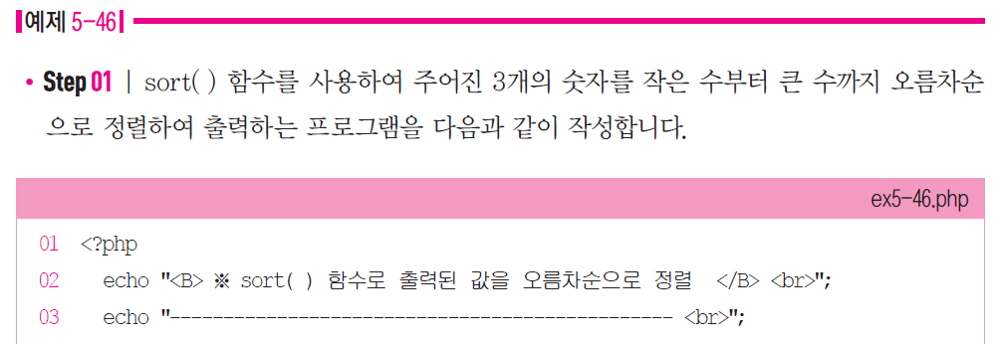 예제 5-46
• Step 01 | sort( ) 함수를 사용하여 주어진 3개의 숫자를 작은 수부터 큰 수까지 오름차순
으로 정렬하여 출력하는 프로그램을 다음과 같이 작성합니다.
ex5-46.php
01 <?php
02 echo "<B> ※ sort( ) 함수로 출력된 값을 오름차순으로 정렬 </B> <br>";
03 echo "----------------------------------------------- <br>";